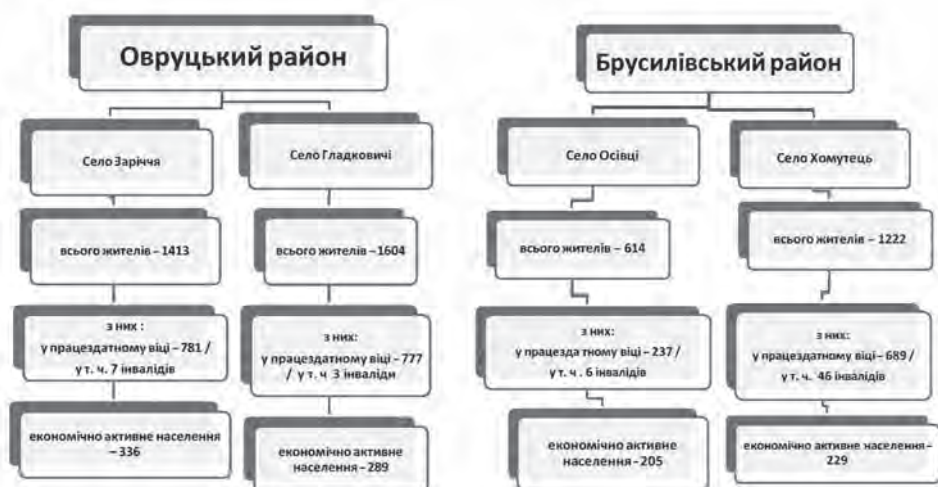 Овруцький район
Село Заріччя
всього жителів – 1413
з них :
у працездатному віці – 781 /
у т. ч. 7 інвалідів
економічно активне населення
– 336
Село Гладковичі
всього жителів – 1604
з них:
у працездатному віці – 777
/ у т. ч 3 інваліди
економічно активне
населення – 289
Брусилівський район
Село Осівці
всього жителів – 614
з них:
у працезда тному віці – 237 /
у т. ч . 6 інвалідів
економічно активне
населення – 205
Село Хомутець
всього жителів – 1222
з них:
у працездатному віці – 689 /
у т. ч. 46 інвалідів
економічно активне населення –
229